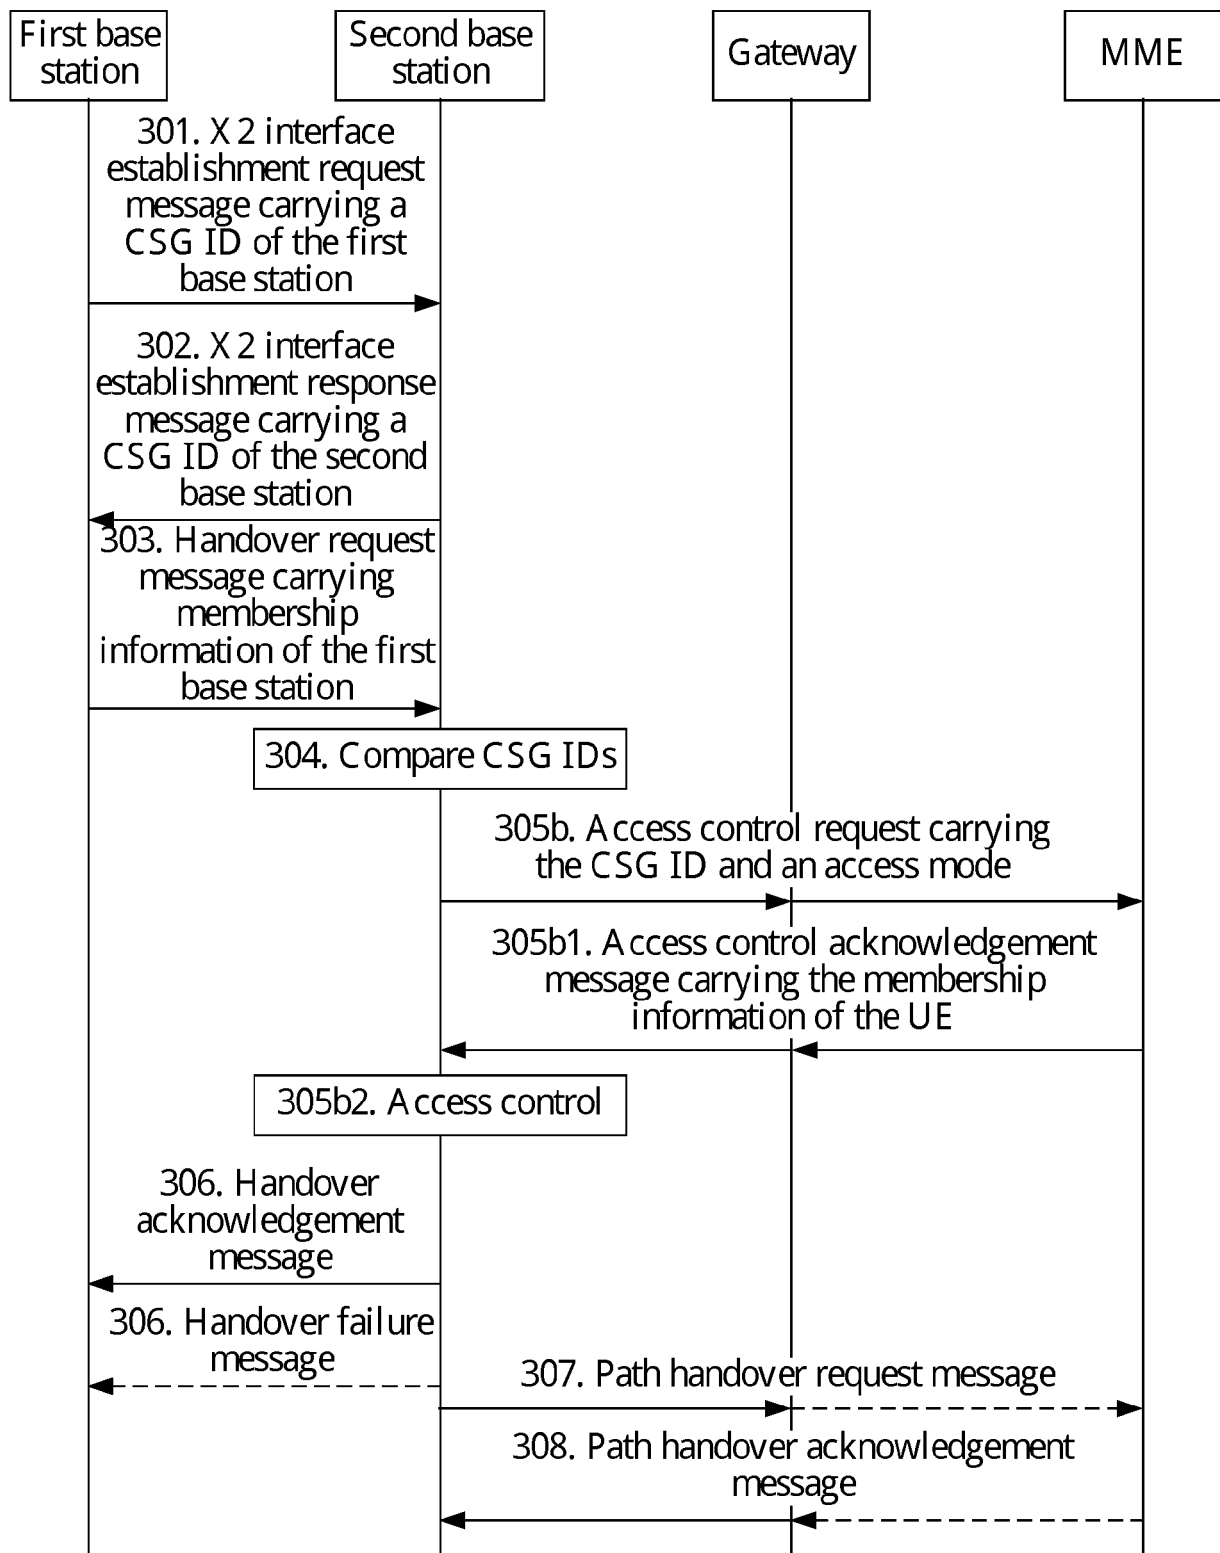 First base
station
Second base
station
Gateway
MME
301. X2 interface
establishment request
message carrying a
CSG ID of the first
base station
302. X2 interface
establishment response
message carrying a
CSG ID of the second
base station
303. Handover request
message carrying
membership
information of the first
base station
304. Compare CSG IDs
305b. Access control request carrying
the CSG ID and an access mode
305b1. Access control acknowledgement
message carrying the membership
information of the UE
305b2. Access control
306. Handover
acknowledgement
message
306. Handover failure
message
307. Path handover request message
308. Path handover acknowledgement
message